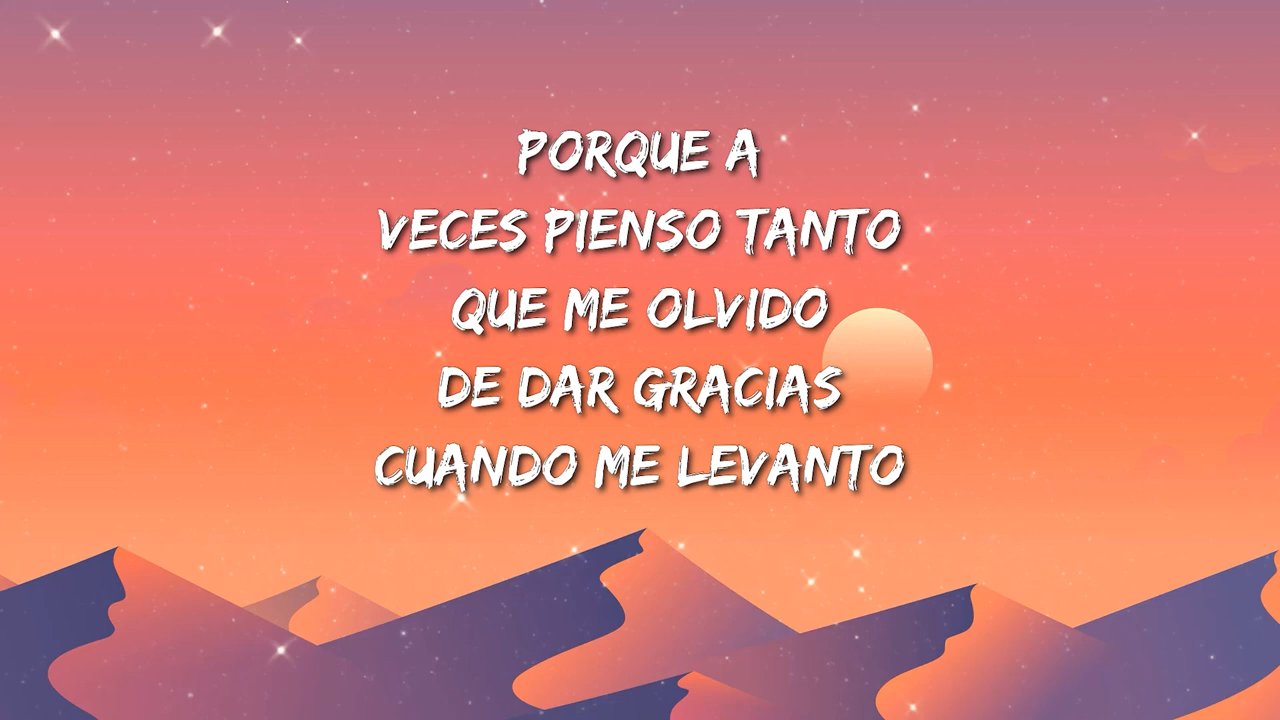 PORQUE A
VECES PIENSO TANTO
QUE ME OLVIDO
DE DAR GRACIAS
CUANDO ME LEVANTO